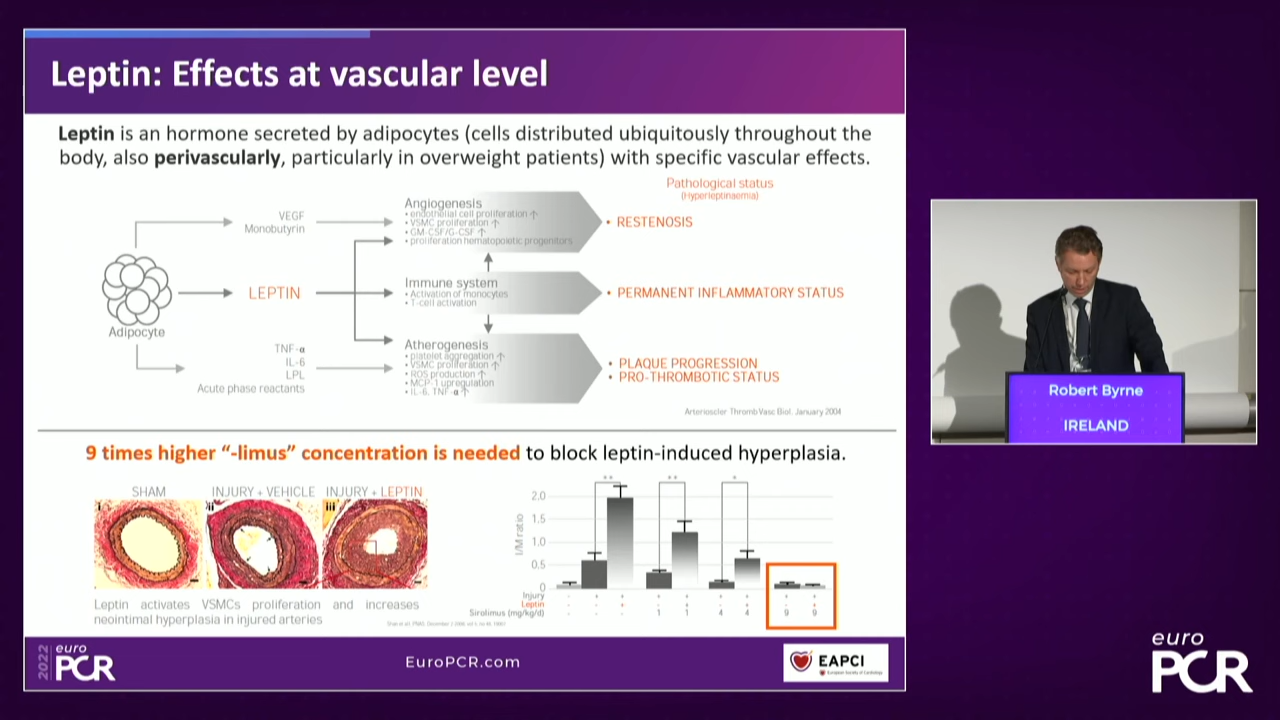 Leptin: Effects at vascular level
Leptin is an hormone secreted by adipocytes (cells distributed ubiquitously throughout the
body, also perivascularly, particularly in overweight patients) with specific vascular effects.
Pathological status
(Hyperleptinaemia)
VEGF
Monobutyrin
Angiogenesis
• endothelial cell proliferation ↑
• VSMC proliferation ↑
• GM-CSF/G-CSF ↑
• proliferation hematopoietic progenitors
• RESTENOSIS
Adipocyte
LEPTIN
Immune system
• Activation of monocytes
• T-cell activation
• PERMANENT INFLAMMATORY STATUS
TNF-α
IL-6
LPL
Acute phase reactants
Atherogenesis
• platelet aggregation ↑
• VSMC proliferation ↑
• ROS production ↑
• MCP-1 upregulation
• IL-6, TNF-α ↑
• PLAQUE PROGRESSION
• PRO-THROMBOTIC STATUS
Arterioscler Thromb Vasc Biol. January 2004
9 times higher “-limus” concentration is needed to block leptin-induced hyperplasia.
SHAM INJURY + VEHICLE INJURY + LEPTIN
i ii iii
Leptin activates VSMCs proliferation and increases
neointimal hyperplasia in injured arteries
I/M ratio
2.0
1.5
1.0
0.5
0
** ** *
Injury - + + + + + + + +
Leptin - - + - + - + - +
Sirolimus (mg/kg/d) - - - 1 1 4 4 9 9
2022 euro PCR
EuroPCR.com
EAPCI
European Society of Cardiology
Robert Byrne
IRELAND
euro
PCR